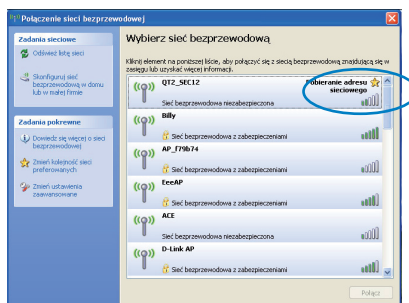 Połączenie sieci bezprzewodowej
Zadania sieciowe
Odśwież listę sieci
Skonfiguruj sieć
bezprzewodową w domu
lub w małej firmie
Zadania pokrewne
Dowiedz się więcej o sieci
bezprzewodowej
Zmień kolejność sieci
preferowanych
Zmień ustawienia
zaawansowane
Wybierz sieć bezprzewodową
Kliknij element na poniższej liście, aby połączyć się z siecią bezprzewodową znajdującą się w
zasięgu lub uzyskać więcej informacji.
QT2_SEC12
Pobieranie adresu
sieciowego
Sieć bezprzewodowa niezabezpieczona
Billy
Sieć bezprzewodowa z zabezpieczeniami
AP_f79b74
Sieć bezprzewodowa z zabezpieczeniami
EeeAP
Sieć bezprzewodowa z zabezpieczeniami
ACE
Sieć bezprzewodowa niezabezpieczona
D-Link AP
Sieć bezprzewodowa z zabezpieczeniami
Połącz